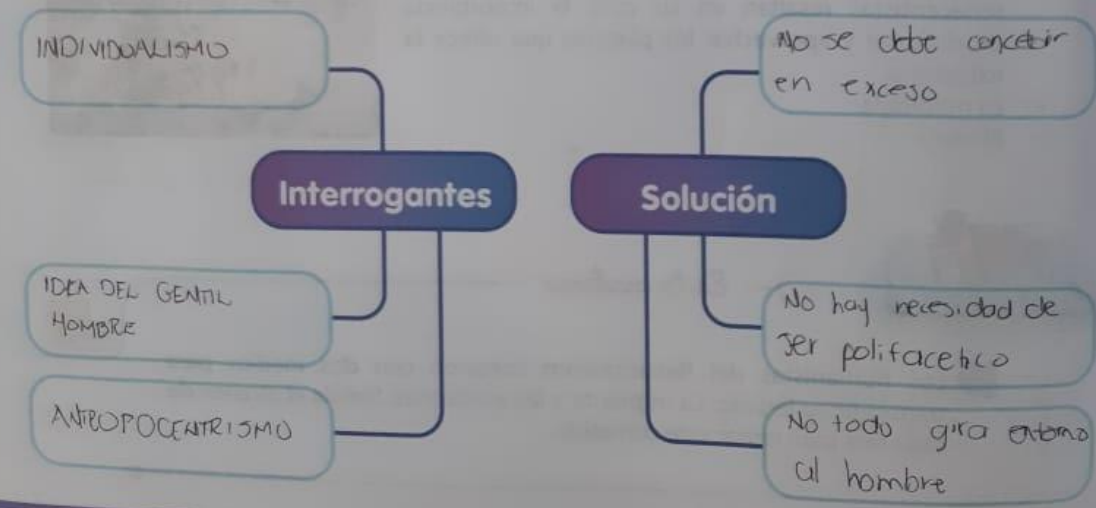 INDIVIDUALISMO
Interrogantes
IDEA DEL GENTIL
HOMBRE
ANTROPOCENTRISMO
No se debe concebir
en exceso
Solución
No hay necesidad de
ser polifacetico
No todo gira entorno
al hombre